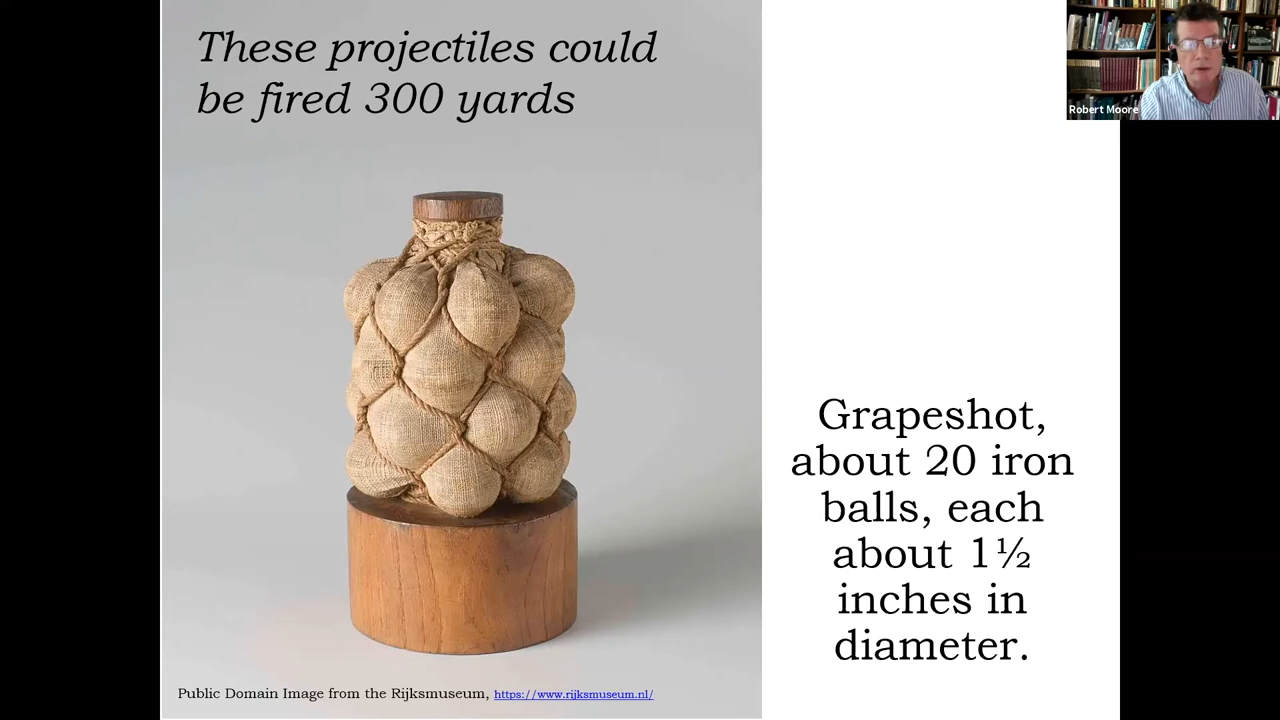 These projectiles could
be fired 300 yards
Robert Moore
Grapeshot,
about 20 iron
balls, each
about 1½
inches in
diameter.
Public Domain Image from the Rijksmuseum, https://www.rijksmuseum.nl/